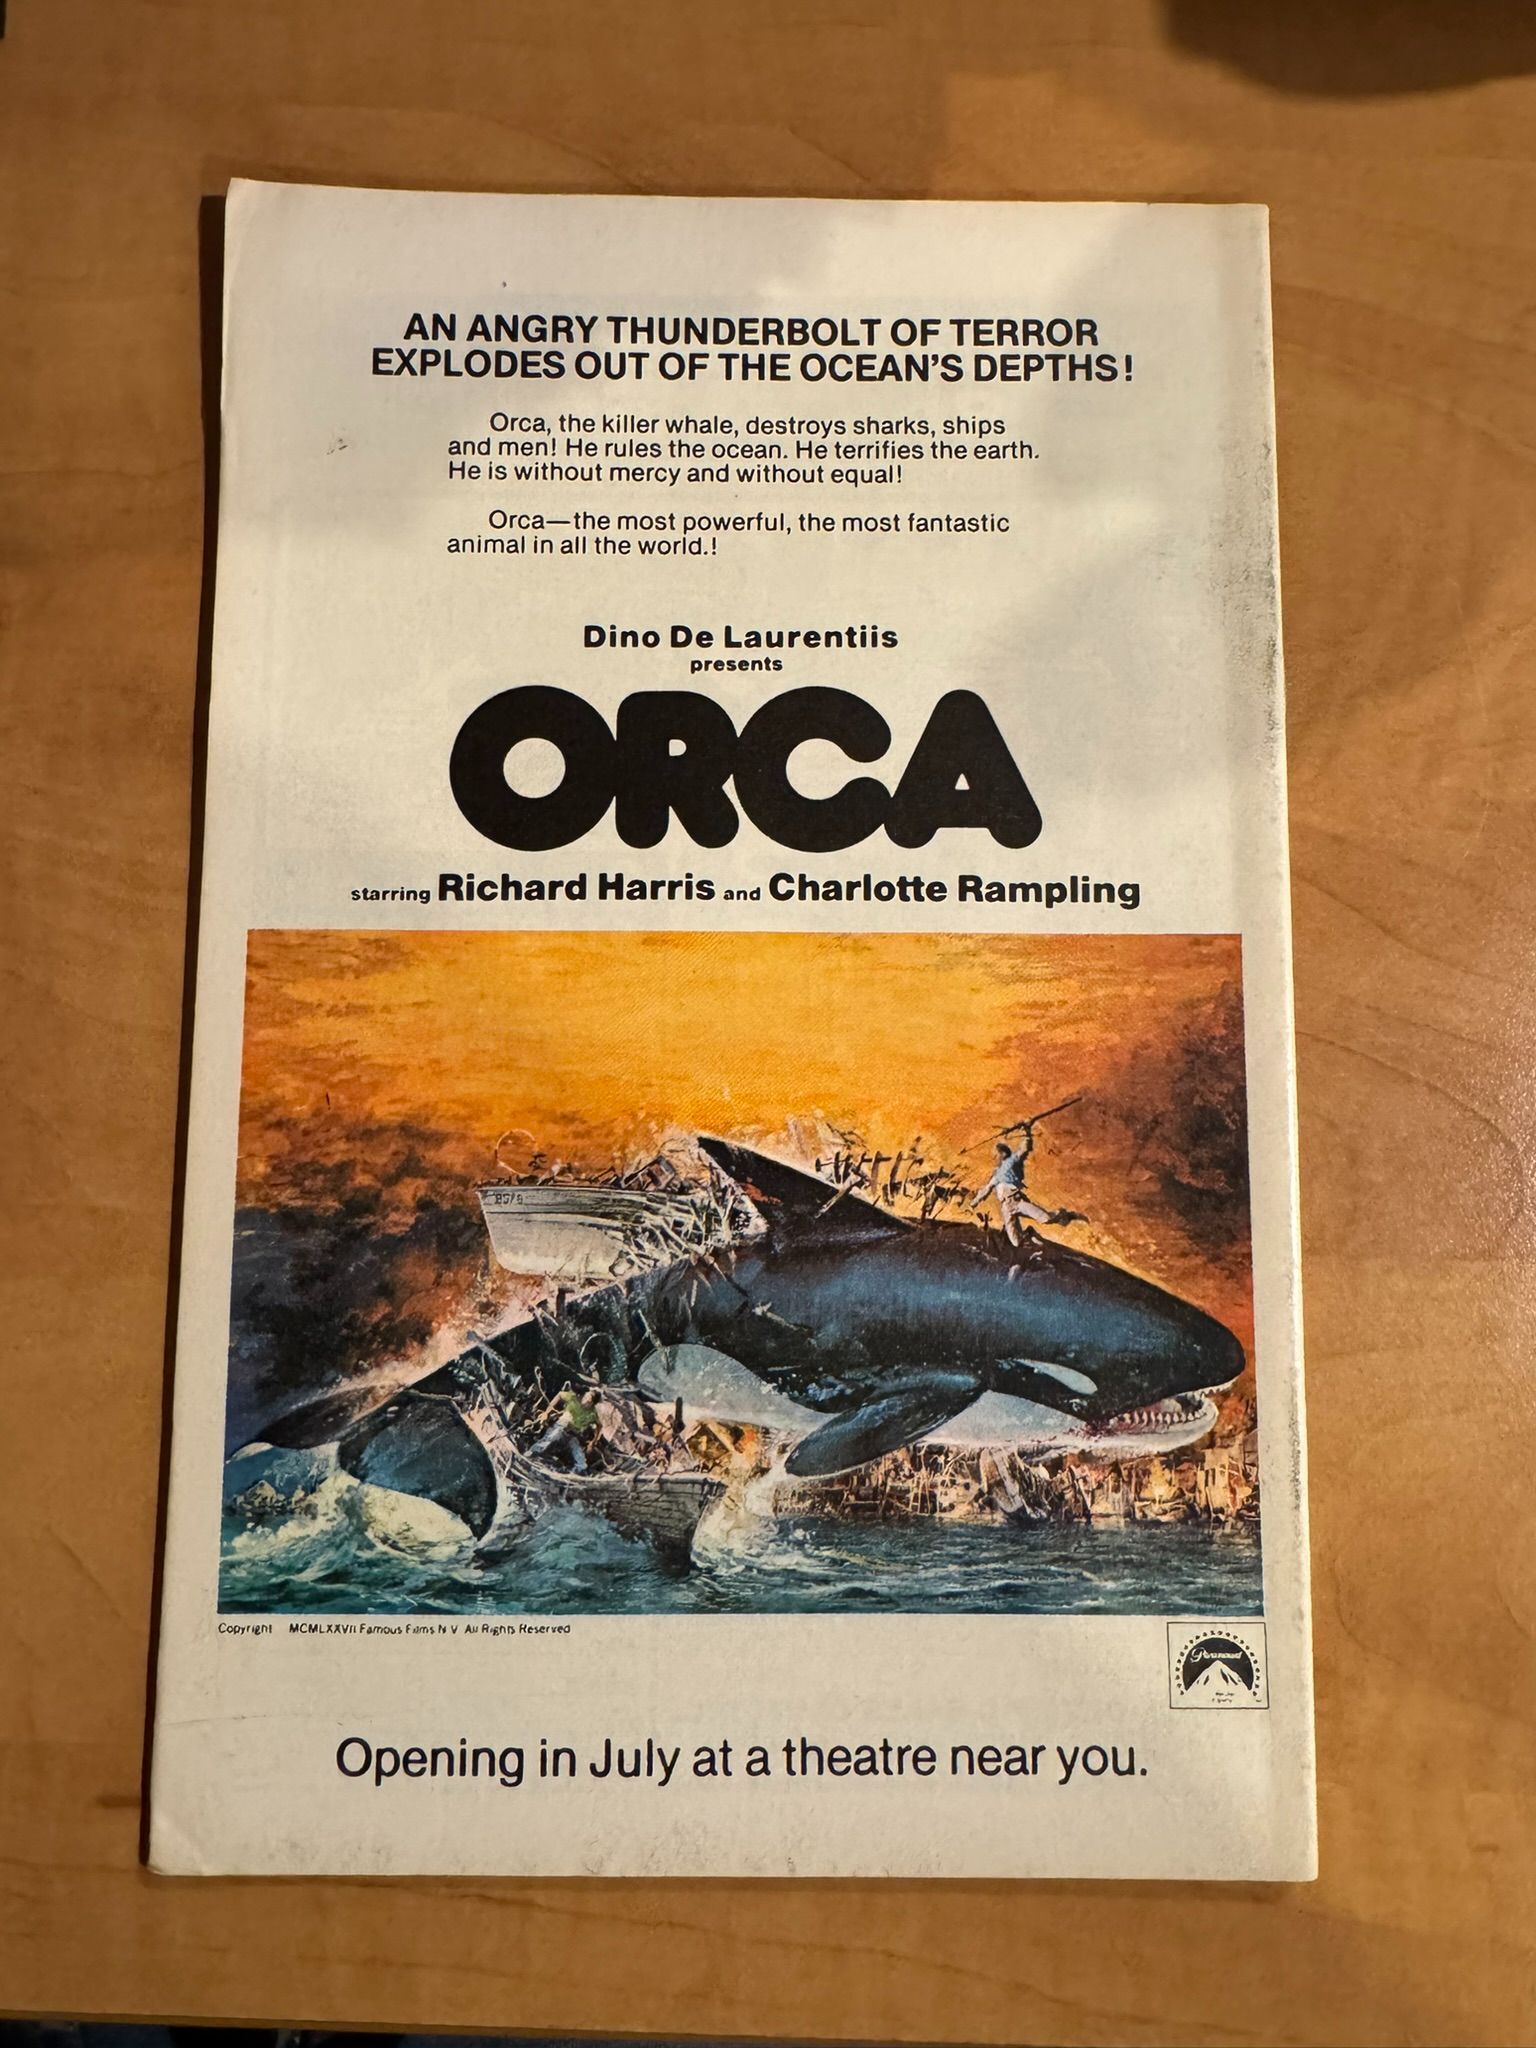 AN ANGRY THUNDERBOLT OF TERROR
EXPLODES OUT OF THE OCEAN'S DEPTHS!
Orca, the killer whale, destroys sharks, ships
and men! He rules the ocean. He terrifies the earth.
He is without mercy and without equal!
Orca—the most powerful, the most fantastic
animal in all the world.!
Dino De Laurentiis
presents
ORCA
starring Richard Harris and Charlotte Rampling
Copyright MCMLXXVII Famous Films N V All Rights Reserved
Paramount
Opening in July at a theatre near you.